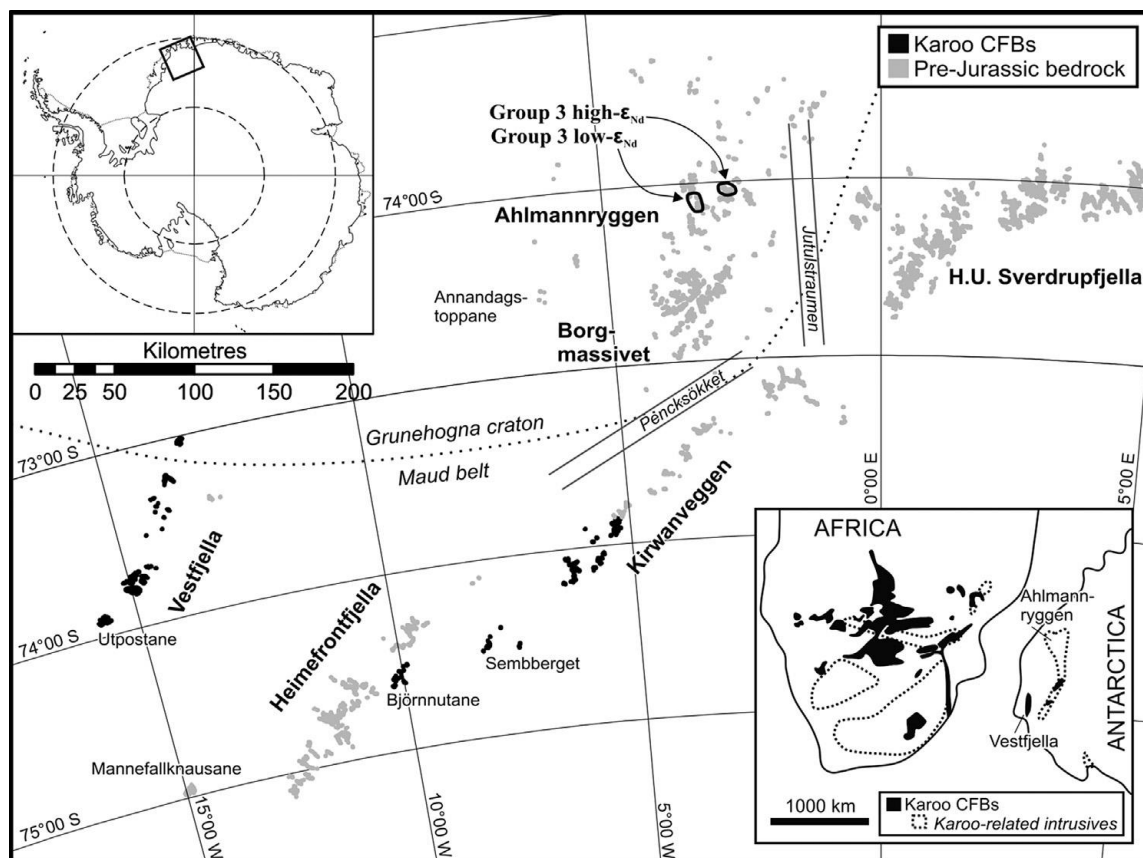 Karoo CFBs
Pre-Jurassic bedrock
Group 3 high-εNd
Group 3 low-εNd
74°00 S
Ahlmannryggen
Jutulstraumen
H.U. Sverdrupfjella
Annandags-
toppane
Borg-
massivet
Kilometres
0 25 50 100 150 200
Pencksökket
73°00 S
Grunehogna craton
Maud belt
0°00 E
5°00 E
Kirwanveggen
Vestfjella
Utpostane
74°00 S
Heimefrontfjella
Sembberget
Björnnutane
Mannefallknausane
75°00 S
15°00 W
10°00 W
5°00 W
AFRICA
Ahlmann-
ryggen
ANTARCTICA
Vestfjella
1000 km
Karoo CFBs
Karoo-related intrusives